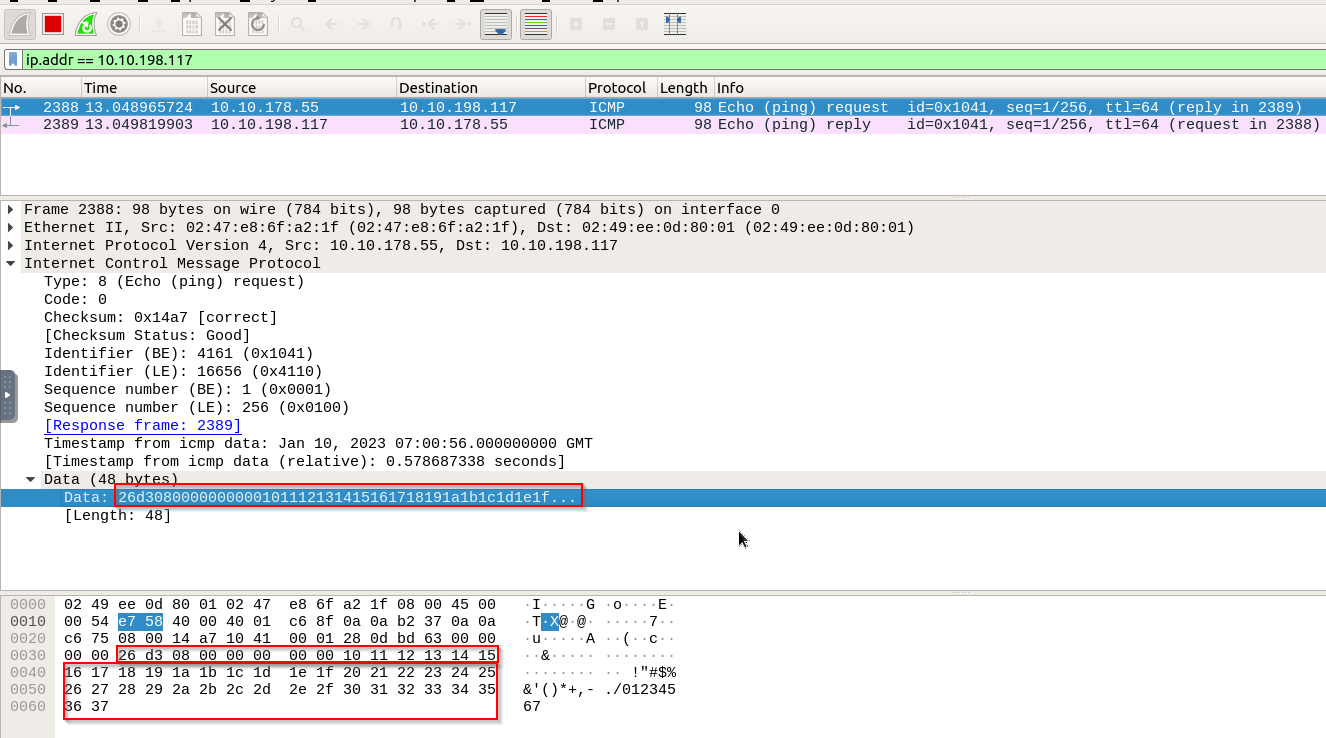 ip.addr == 10.10.198.117
No. Time Source Destination Protocol Length Info
2388 13.048965724 10.10.178.55 10.10.198.117 ICMP 98 Echo (ping) request id=0x1041, seq=1/256, ttl=64 (reply in 2389)
2389 13.049819903 10.10.198.117 10.10.178.55 ICMP 98 Echo (ping) reply id=0x1041, seq=1/256, ttl=64 (request in 2388)
Frame 2388: 98 bytes on wire (784 bits), 98 bytes captured (784 bits) on interface 0
Ethernet II, Src: 02:47:e8:6f:a2:1f (02:47:e8:6f:a2:1f), Dst: 02:49:ee:0d:80:01 (02:49:ee:0d:80:01)
Internet Protocol Version 4, Src: 10.10.178.55, Dst: 10.10.198.117
Internet Control Message Protocol
Type: 8 (Echo (ping) request)
Code: 0
Checksum: 0x14a7 [correct]
[Checksum Status: Good]
Identifier (BE): 4161 (0x1041)
Identifier (LE): 16656 (0x4110)
Sequence number (BE): 1 (0x0001)
Sequence number (LE): 256 (0x0100)
[Response frame: 2389]
Timestamp from icmp data: Jan 10, 2023 07:00:56.000000000 GMT
[Timestamp from icmp data (relative): 0.578687338 seconds]
Data (48 bytes)
Data: 26d3080000000000101112131415161718191a1b1c1d1e1f...
[Length: 48]
0000 02 49 ee 0d 80 01 02 47 e8 6f a2 1f 08 00 45 00 ·I·····G ·o····E·
0010 00 54 e7 58 40 00 40 01 c6 8f 0a 0a b2 37 0a 0a ·T·X@·@· ·····7··
0020 c6 75 08 00 14 a7 10 41 00 01 28 0d bd 63 00 00 ·u·····A ··(··c··
0030 00 00 26 d3 08 00 00 00 00 00 10 11 12 13 14 15 ··&····· ········
0040 16 17 18 19 1a 1b 1c 1d 1e 1f 20 21 22 23 24 25 ········ ·· !"#$%
0050 26 27 28 29 2a 2b 2c 2d 2e 2f 30 31 32 33 34 35 &'()*+,- ./012345
0060 36 37 67